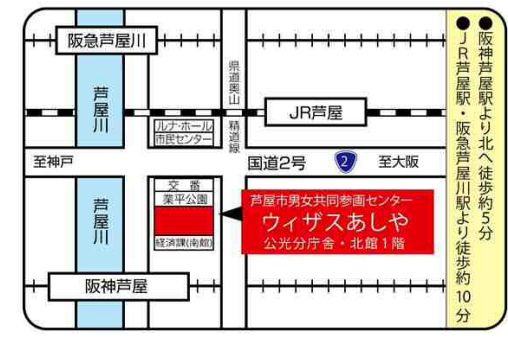 ●阪神芦屋駅より北へ徒歩約5分
●JR芦屋駅・阪急芦屋川駅より徒歩約10分
阪急芦屋川
県道奥山
精道線
芦屋川
JR芦屋
ルナ・ホール
市民センター
至神戸
国道2号
2
至大阪
交番
業平公園
経済課(南館)
芦屋市男女共同参画センター
ウィザスあしや
公光分庁舎・北館1階
芦屋川
阪神芦屋